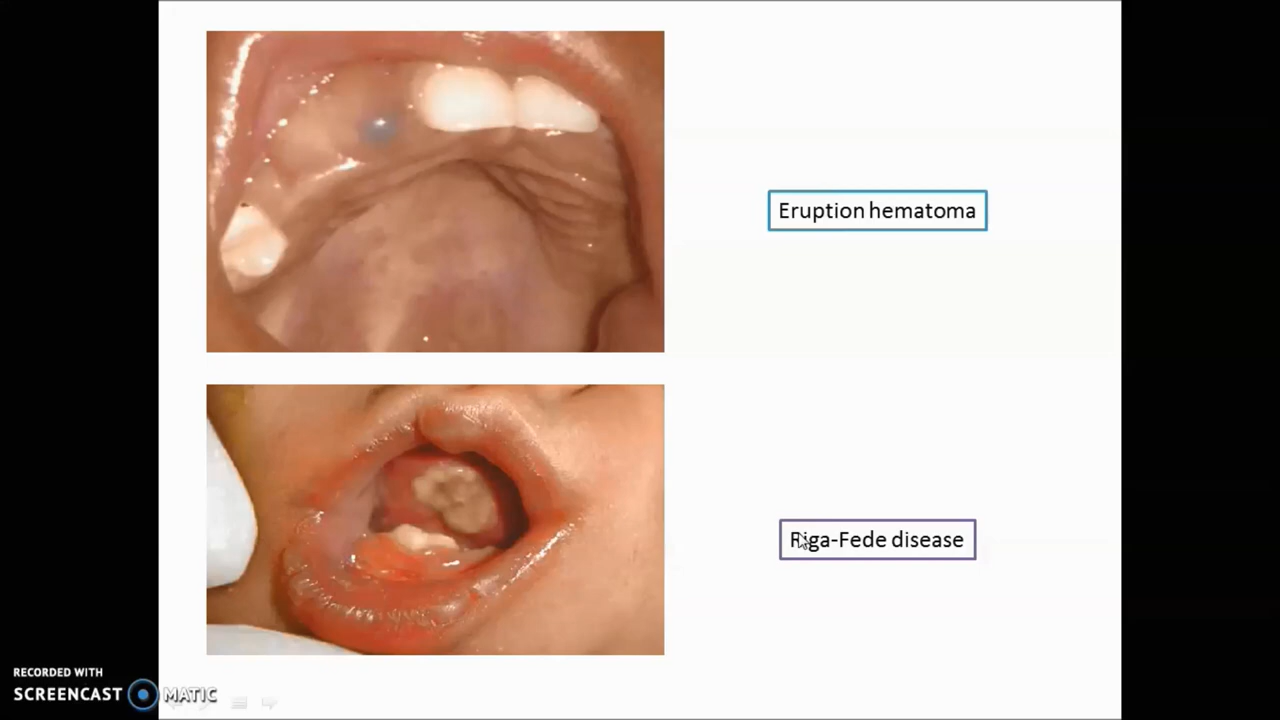 Eruption hematoma
Riga-Fede disease
RECORDED WITH
SCREENCAST MATIC